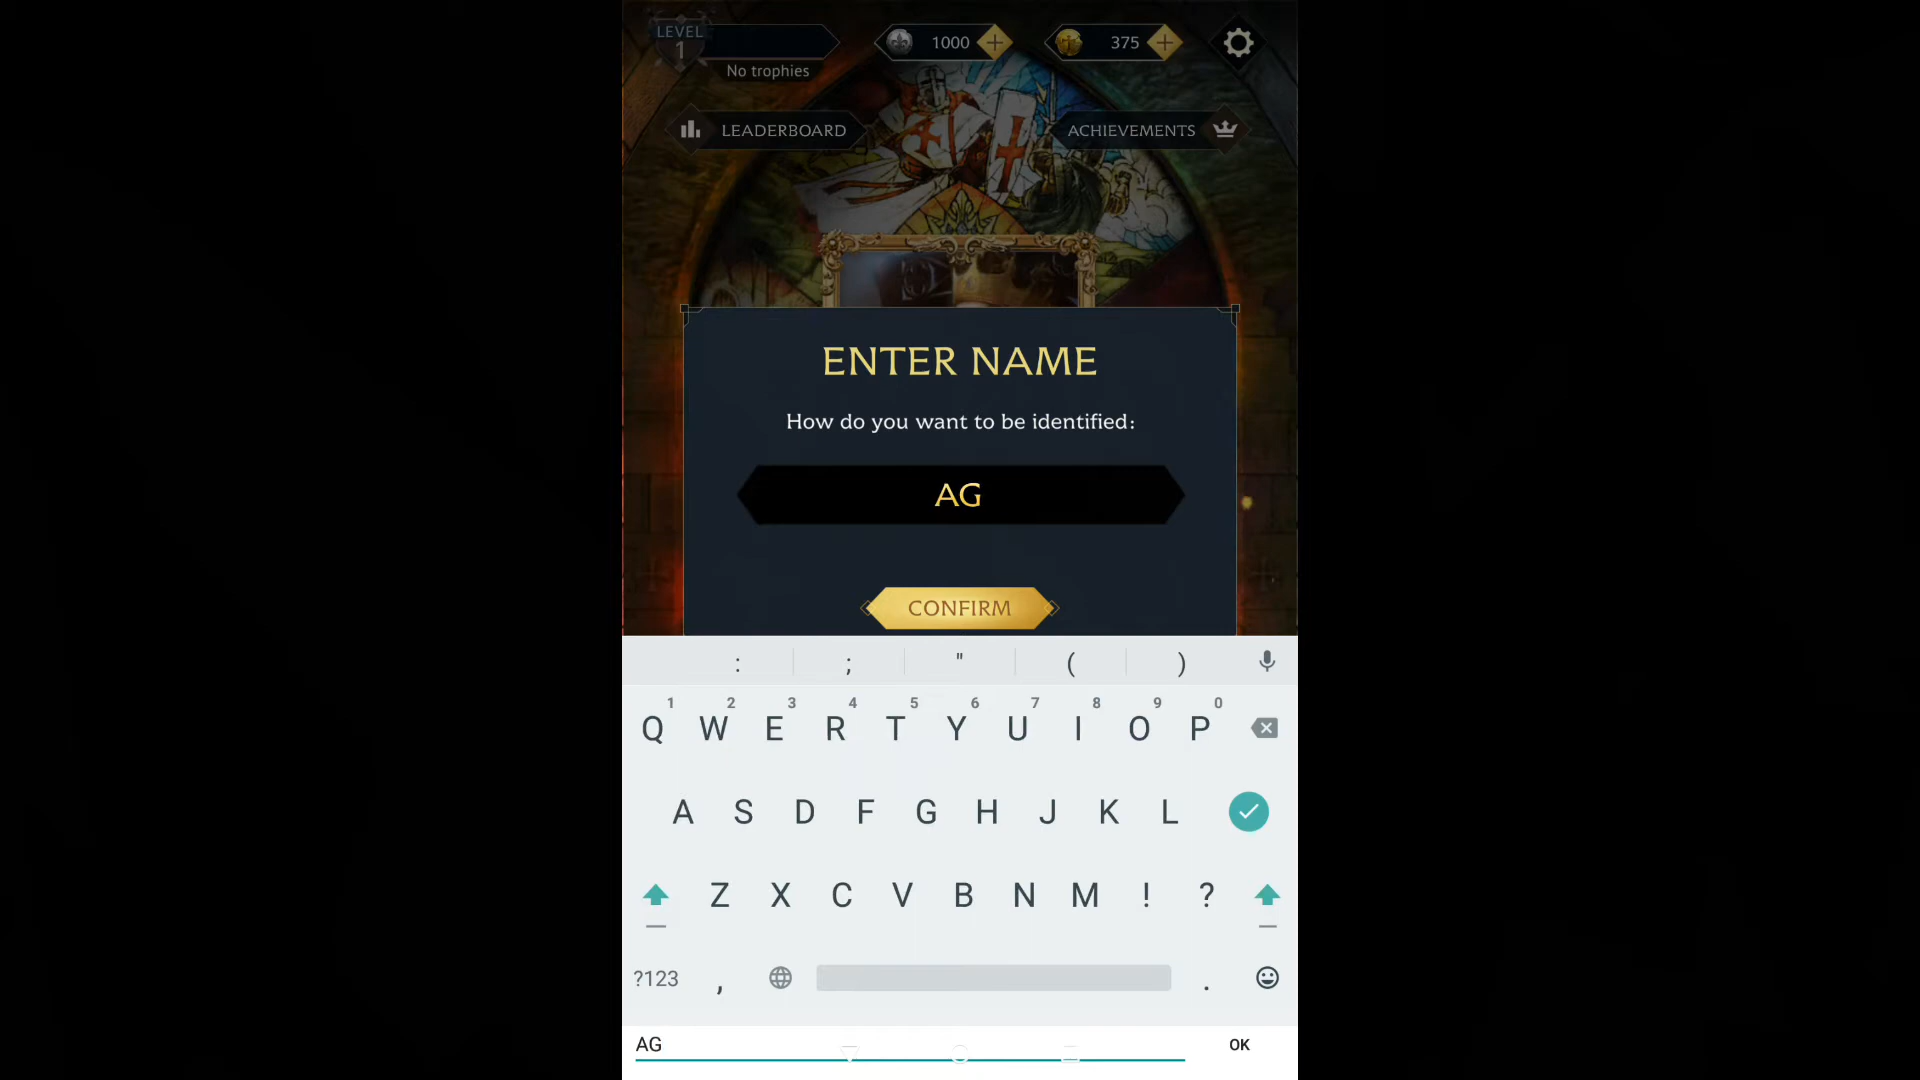 LEVEL
1
No trophies
1000
375
LEADERBOARD
ACHIEVEMENTS
ENTER NAME
How do you want to be identified:
AG
CONFIRM
: ; " ( )
1 2 3 4 5 6 7 8 9 0
Q W E R T Y U I O P
A S D F G H J K L
Z X C V B N M ! ?
?123 , .
AG
OK